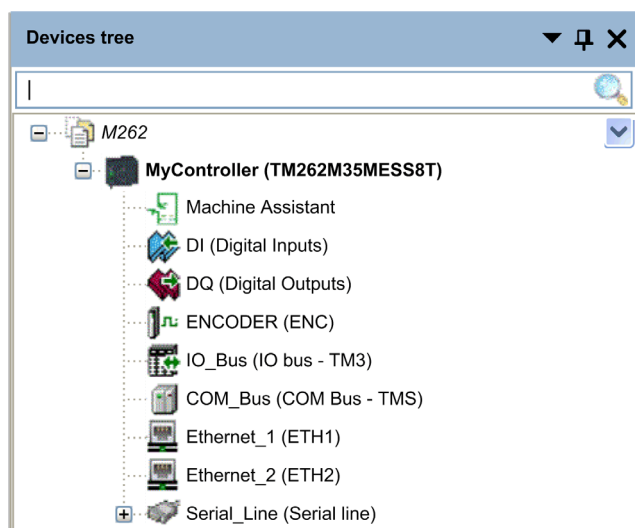 Devices tree
M262
MyController (TM262M35MESS8T)
Machine Assistant
DI (Digital Inputs)
DQ (Digital Outputs)
ENCODER (ENC)
IO_Bus (IO bus - TM3)
COM_Bus (COM Bus - TMS)
Ethernet_1 (ETH1)
Ethernet_2 (ETH2)
Serial_Line (Serial line)